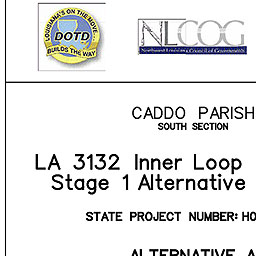 LOUISIANA'S ON THE MOVE...
DOTD
BUILDS THE WAY
NLCOG
Northwest Louisiana Council of Governments
CADDO PARISH
SOUTH SECTION
LA 3132 Inner Loop
Stage 1 Alternative
STATE PROJECT NUMBER: HO
ALTERNATIVE A